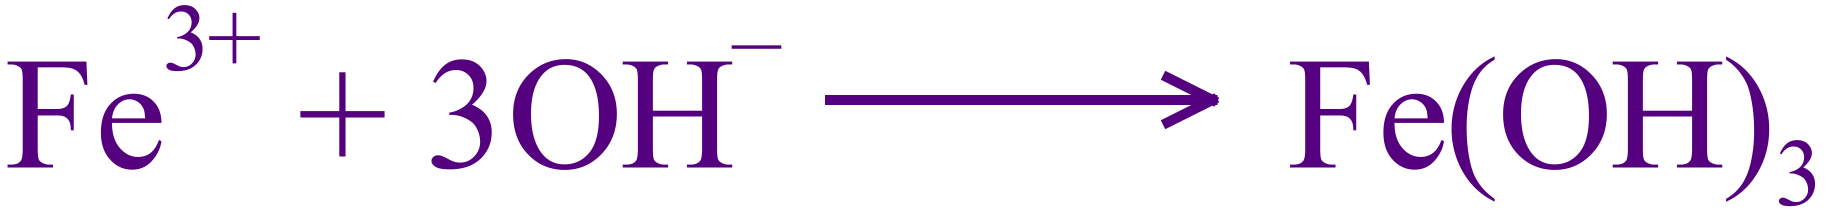 Fe³⁺ + 3OH⁻ ⟶ Fe(OH)₃